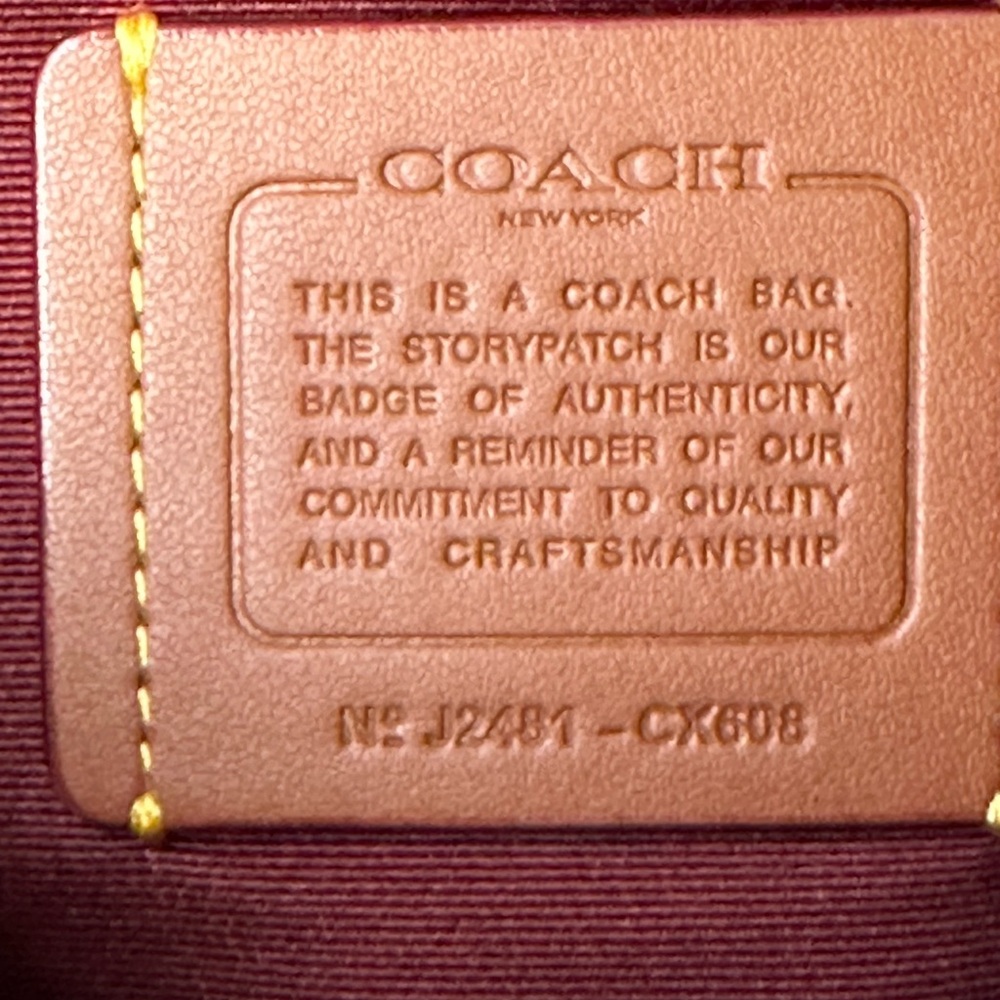 COACH
NEW YORK
THIS IS A COACH BAG.
THE STORYPATCH IS OUR
BADGE OF AUTHENTICITY,
AND A REMINDER OF OUR
COMMITMENT TO QUALITY
AND CRAFTSMANSHIP
Nº J2481 -CX608